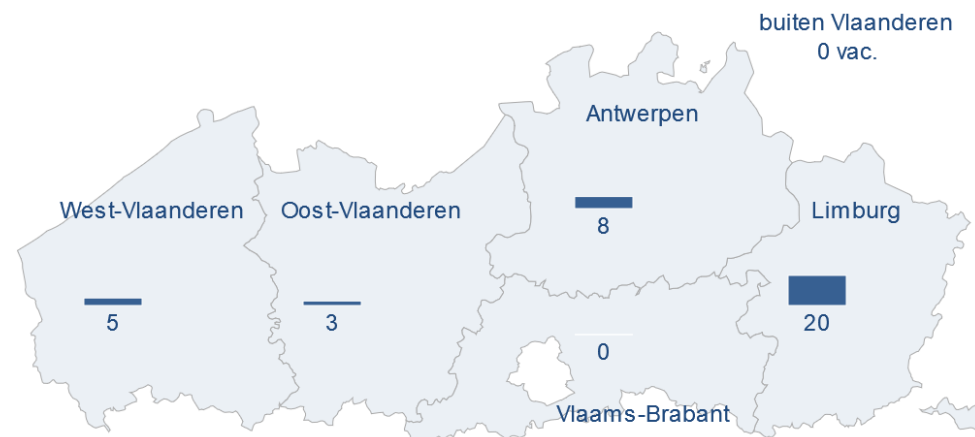 buiten Vlaanderen
0 vac.
Antwerpen
8
West-Vlaanderen
5
Oost-Vlaanderen
3
Limburg
20
0
Vlaams-Brabant